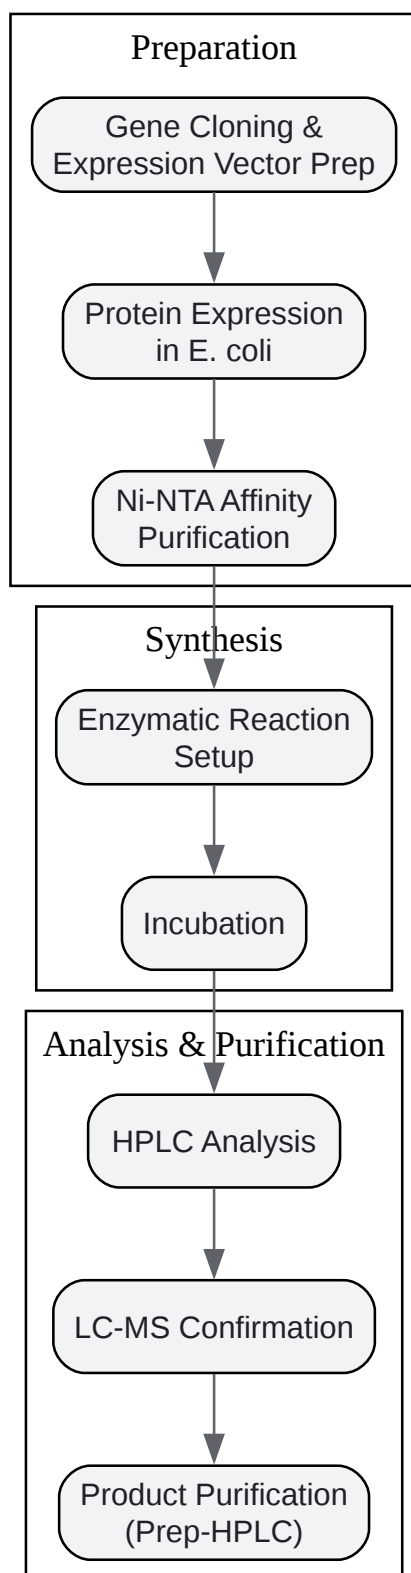 Preparation
Gene Cloning &
Expression Vector Prep
Protein Expression
in E. coli
Ni-NTA Affinity
Purification
Synthesis
Enzymatic Reaction
Setup
Incubation
Analysis & Purification
HPLC Analysis
LC-MS Confirmation
Product Purification
(Prep-HPLC)